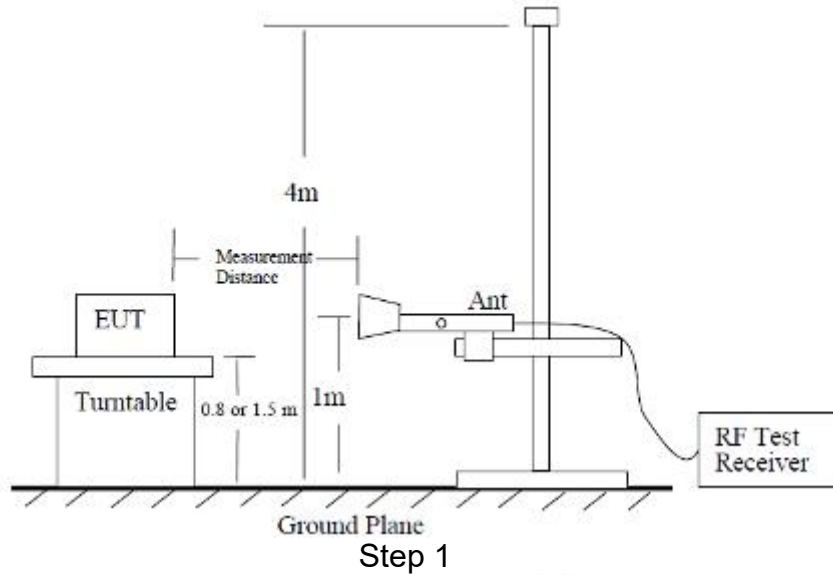 4m
Measurement
Distance
Ant
EUT
Turntable
0.8 or 1.5 m
1m
RF Test
Receiver
Ground Plane
Step 1